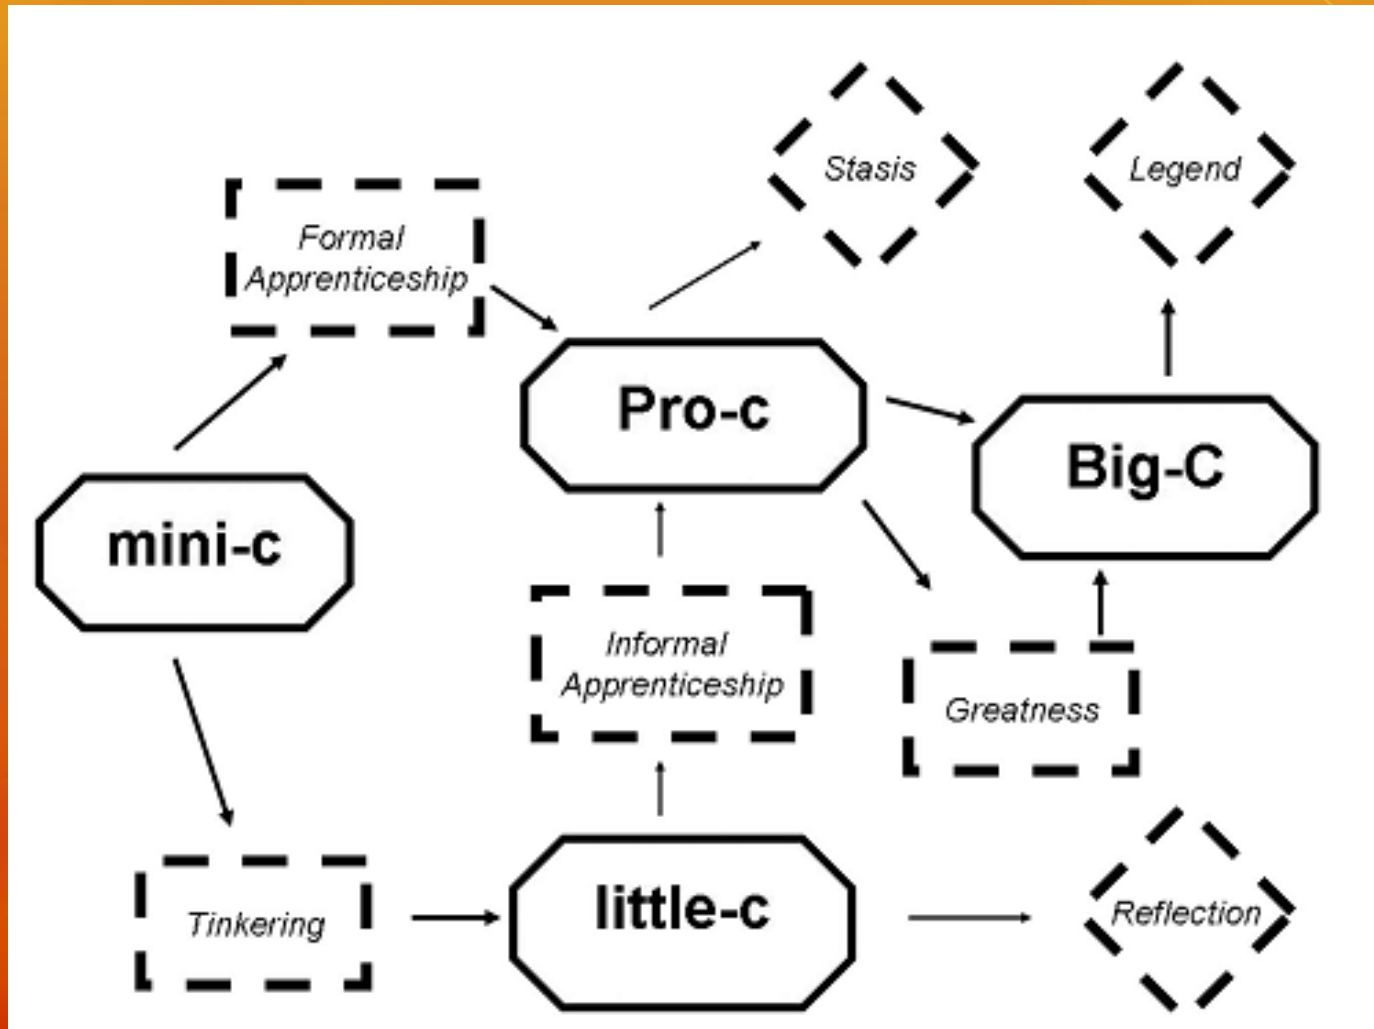 Stasis
Legend
Formal
Apprenticeship
Pro-c
Big-C
mini-c
Informal
Apprenticeship
Greatness
Tinkering
little-c
Reflection